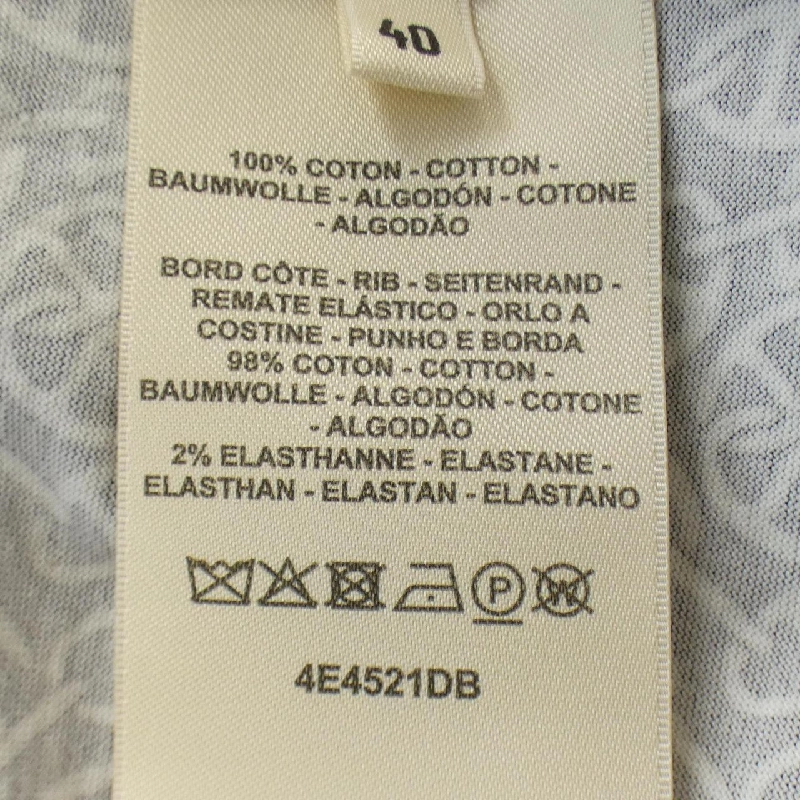 40
100% COTON - COTTON -
BAUMWOLLE - ALGODÓN - COTONE
- ALGODÃO
BORD CÔTE - RIB - SEITENRAND -
REMATE ELÁSTICO - ORLO A
COSTINE - PUNHO E BORDA
98% COTON - COTTON -
BAUMWOLLE - ALGODÓN - COTONE
- ALGODÃO
2% ELASTHANNE - ELASTANE -
ELASTHAN - ELASTAN - ELASTANO
P W
4E4521DB